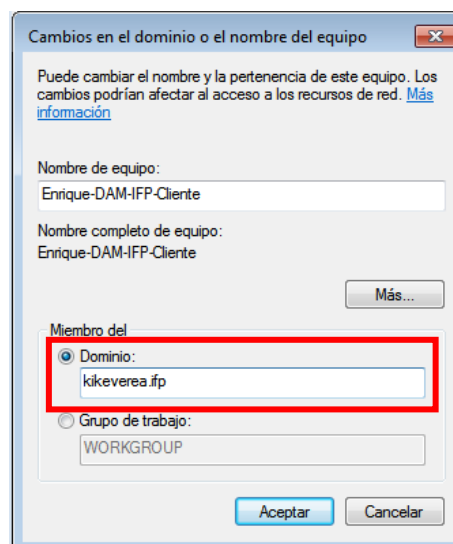 Cambios en el dominio o el nombre del equipo
Puede cambiar el nombre y la pertenencia de este equipo. Los
cambios podrían afectar al acceso a los recursos de red. Más
información
Nombre de equipo:
Enrique-DAM-IFP-Cliente
Nombre completo de equipo:
Enrique-DAM-IFP-Cliente
Más...
Miembro del
Dominio:
kikeverea.ifp
Grupo de trabajo:
WORKGROUP
Aceptar Cancelar